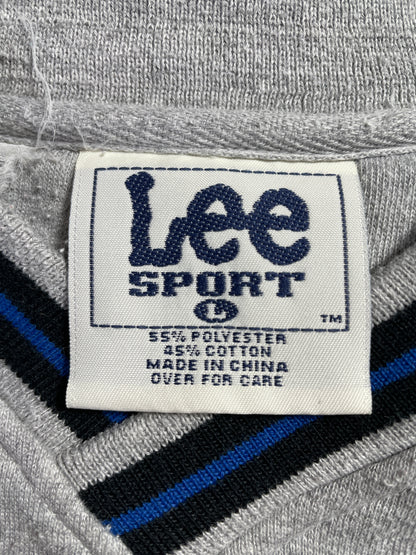 Lee
SPORT
L
TM
55% POLYESTER
45% COTTON
MADE IN CHINA
OVER FOR CARE